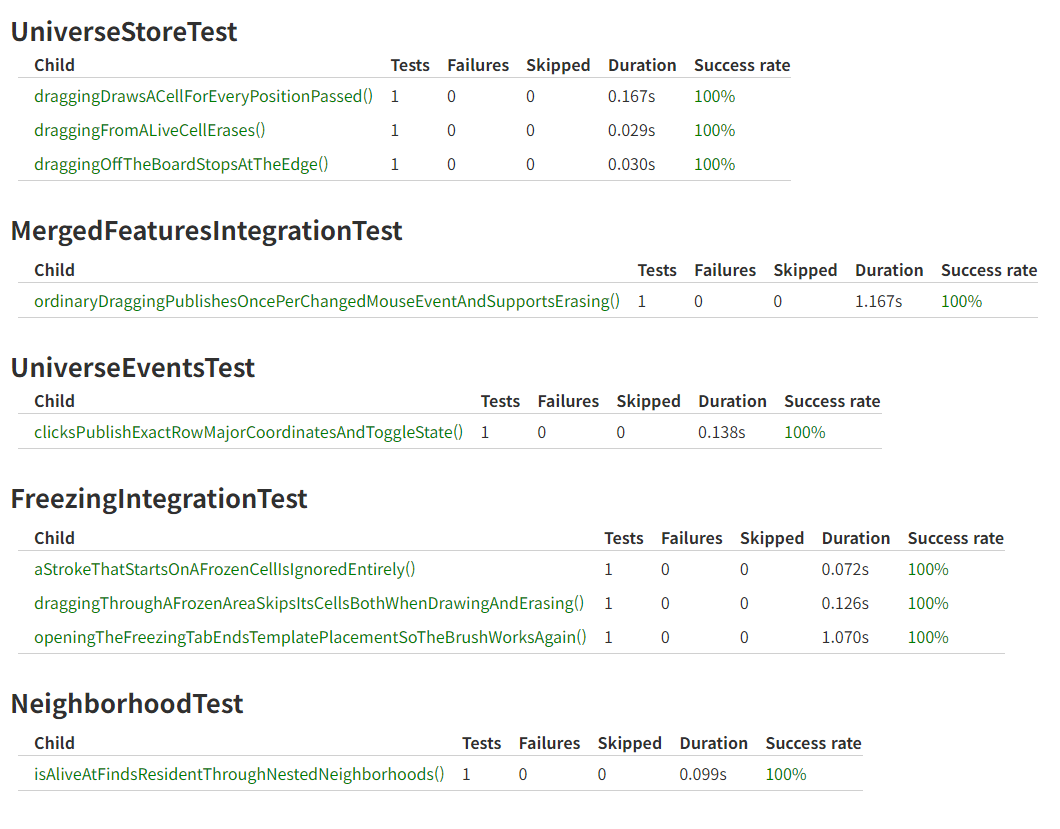 UniverseStoreTest
Child Tests Failures Skipped Duration Success rate
draggingDrawsACellForEveryPositionPassed() 1 0 0 0.167s 100%
draggingFromALiveCellErases() 1 0 0 0.029s 100%
draggingOffTheBoardStopsAtTheEdge() 1 0 0 0.030s 100%
MergedFeaturesIntegrationTest
Child Tests Failures Skipped Duration Success rate
ordinaryDraggingPublishesOncePerChangedMouseEventAndSupportsErasing() 1 0 0 1.167s 100%
UniverseEventsTest
Child Tests Failures Skipped Duration Success rate
clicksPublishExactRowMajorCoordinatesAndToggleState() 1 0 0 0.138s 100%
FreezingIntegrationTest
Child Tests Failures Skipped Duration Success rate
aStrokeThatStartsOnAFrozenCellIsIgnoredEntirely() 1 0 0 0.072s 100%
draggingThroughAFrozenAreaSkipsItsCellsBothWhenDrawingAndErasing() 1 0 0 0.126s 100%
openingTheFreezingTabEndsTemplatePlacementSoTheBrushWorksAgain() 1 0 0 1.070s 100%
NeighborhoodTest
Child Tests Failures Skipped Duration Success rate
isAliveAtFindsResidentThroughNestedNeighborhoods() 1 0 0 0.099s 100%